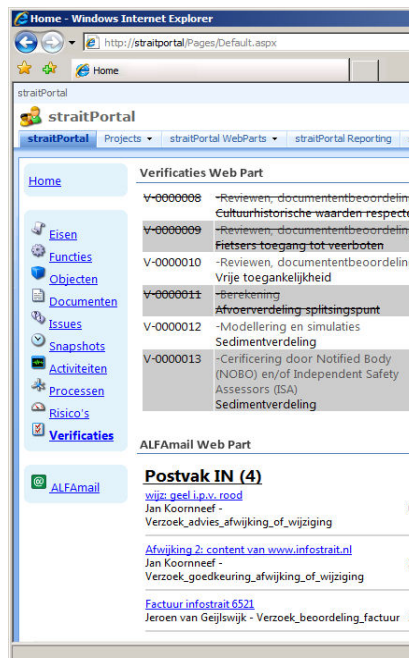 Home - Windows Internet Explorer
http://straitportal/Pages/Default.aspx
Home
straitPortal
straitPortal
straitPortal Projects straitPortal WebParts straitPortal Reporting
Home
Eisen
Functies
Objecten
Documenten
Issues
Snapshots
Activiteiten
Processen
Risico's
Verificaties
ALFAmail
Verificaties Web Part
V-0000008 -Reviewen, documententbeoordelin
Cultuurhistorische waarden respecte
V-0000009 -Reviewen, documententbeoordelin
Fietsers toegang tot verboten
V-0000010 -Reviewen, documententbeoordelin
Vrije toegankelijkheid
V-0000011 -Berekening
Afvoerverdeling splitsingspunt
V-0000012 -Modellering en simulaties
Sedimentverdeling
V-0000013 -Cerificering door Notified Body
(NOBO) en/of Independent Safety
Assessors (ISA)
Sedimentverdeling
ALFAmail Web Part
Postvak IN (4)
wijz: geel i.p.v. rood
Jan Koornneef -
Verzoek_advies_afwijking_of_wijziging
Afwijking 2: content van www.infostrait.nl
Jan Koornneef -
Verzoek_goedkeuring_afwijking_of_wijziging
Factuur infostrait 6521
Jeroen van Geijlswijk - Verzoek_beoordeling_factuur